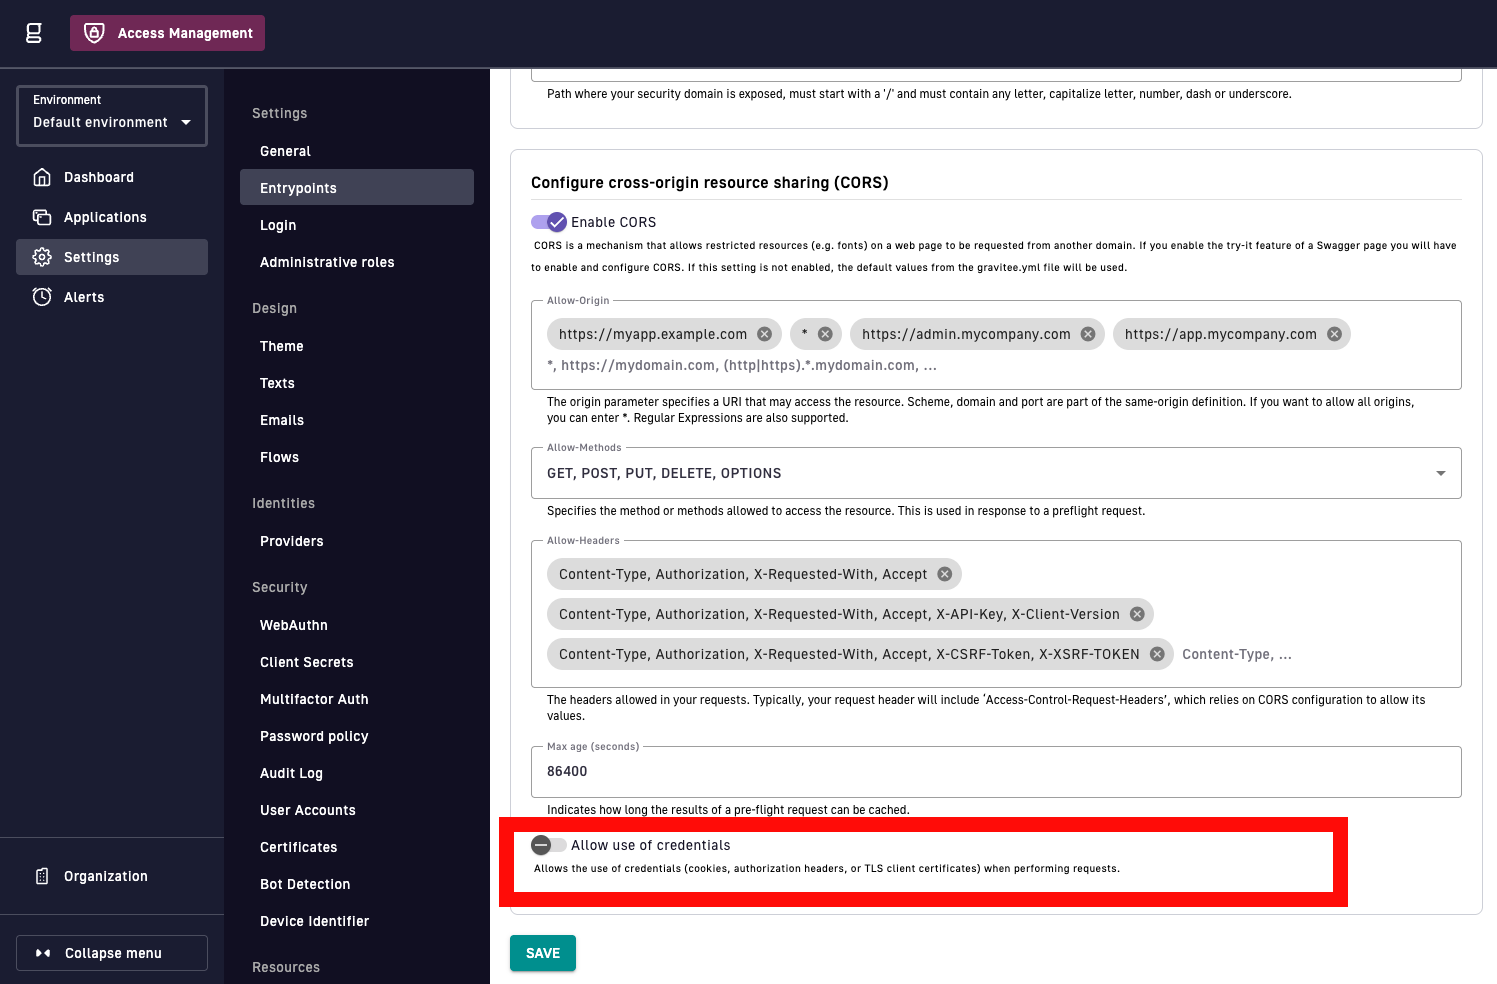 Access Management
Environment
Default environment
Dashboard
Applications
Settings
Alerts
Organization
Collapse menu
Settings
General
Entrypoints
Login
Administrative roles
Design
Theme
Texts
Emails
Flows
Identities
Providers
Security
WebAuthn
Client Secrets
Multifactor Auth
Password policy
Audit Log
User Accounts
Certificates
Bot Detection
Device Identifier
Resources
Path where your security domain is exposed, must start with a '/' and must contain any letter, capitalize letter, number, dash or underscore.
Configure cross-origin resource sharing (CORS)
Enable CORS
CORS is a mechanism that allows restricted resources (e.g. fonts) on a web page to be requested from another domain. If you enable the try-it feature of a Swagger page you will have
to enable and configure CORS. If this setting is not enabled, the default values from the gravitee.yml file will be used.
Allow-Origin
https://myapp.example.com * https://admin.mycompany.com https://app.mycompany.com
*, https://mydomain.com, (http|https).*.mydomain.com, ...
The origin parameter specifies a URI that may access the resource. Scheme, domain and port are part of the same-origin definition. If you want to allow all origins,
you can enter *. Regular Expressions are also supported.
Allow-Methods
GET, POST, PUT, DELETE, OPTIONS
Specifies the method or methods allowed to access the resource. This is used in response to a preflight request.
Allow-Headers
Content-Type, Authorization, X-Requested-With, Accept
Content-Type, Authorization, X-Requested-With, Accept, X-API-Key, X-Client-Version
Content-Type, Authorization, X-Requested-With, Accept, X-CSRF-Token, X-XSRF-TOKEN Content-Type, ...
The headers allowed in your requests. Typically, your request header will include ‘Access-Control-Request-Headers’, which relies on CORS configuration to allow its
values.
Max age (seconds)
86400
Indicates how long the results of a pre-flight request can be cached.
Allow use of credentials
Allows the use of credentials (cookies, authorization headers, or TLS client certificates) when performing requests.
SAVE